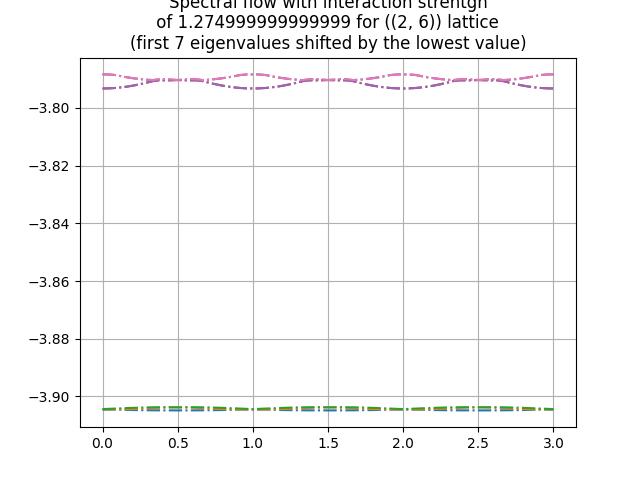 Spectral flow with interaction strentgh
of 1.274999999999999 for ((2, 6)) lattice
(first 7 eigenvalues shifted by the lowest value)
−3.80
−3.82
−3.84
−3.86
−3.88
−3.90
0.0 0.5 1.0 1.5 2.0 2.5 3.0